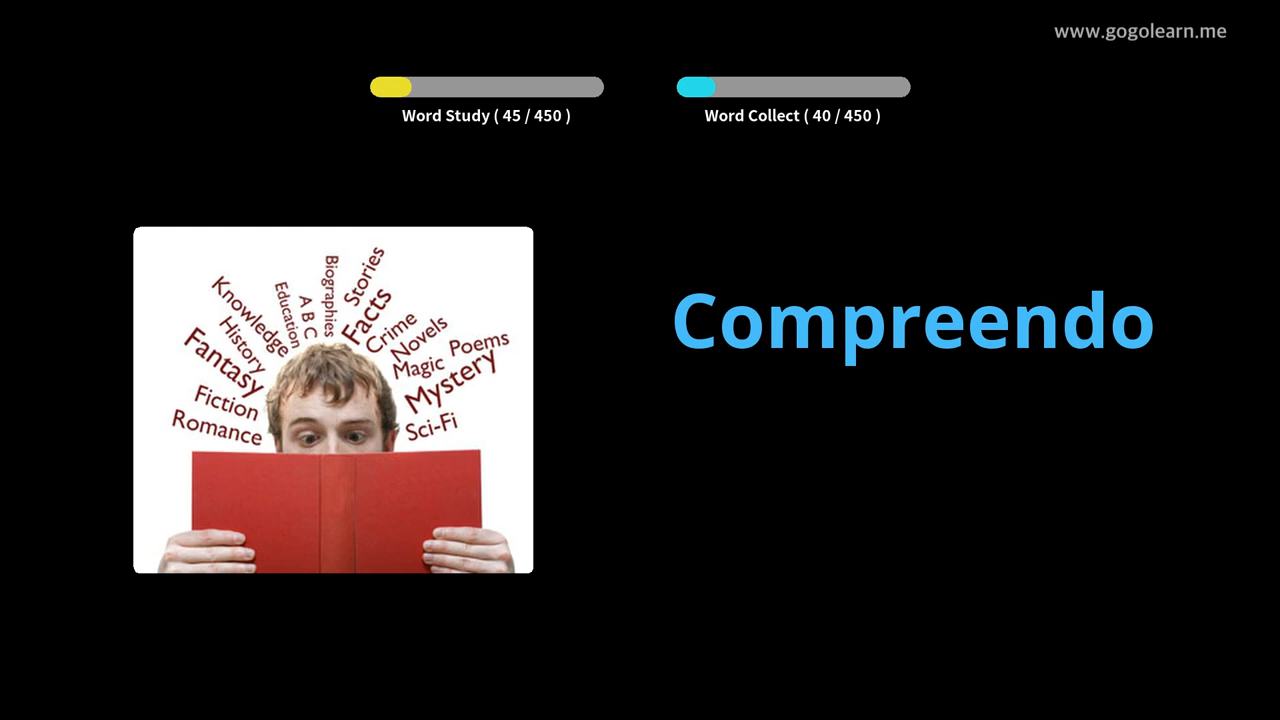 www.gogolearn.me
Word Study ( 45 / 450 )
Word Collect ( 40 / 450 )
Compreendo
Romance
Fiction
Fantasy
History
Knowledge
Education
A B C
Biographies
Stories
Facts
Crime
Novels
Magic
Poems
Mystery
Sci-Fi